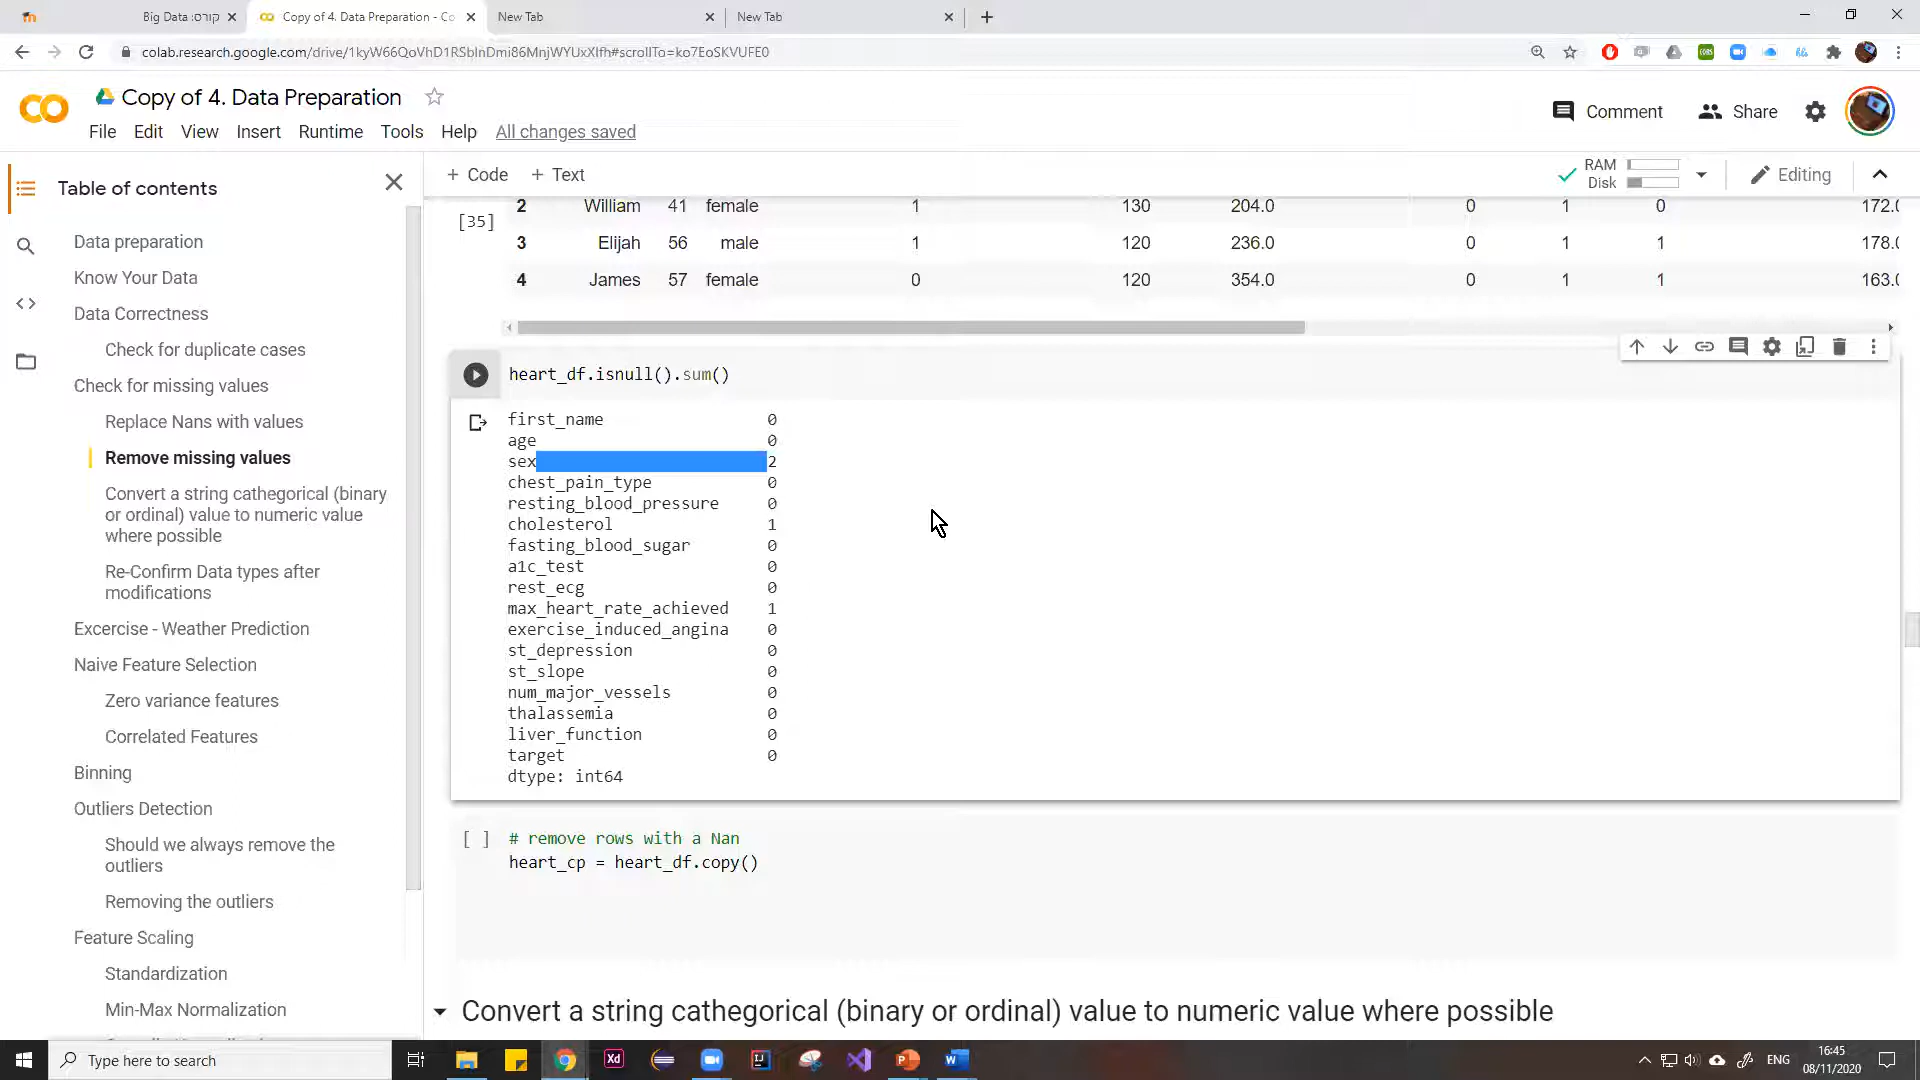 Big Data :קורס
Copy of 4. Data Preparation - Co
New Tab
New Tab
colab.research.google.com/drive/1kyW66QoVhD1RSbInDmi86MnjWYUxXIfh#scrollTo=ko7EoSKVUFE0
Copy of 4. Data Preparation
File Edit View Insert Runtime Tools Help All changes saved
Comment Share
Table of contents
+ Code + Text
RAM
Disk
Editing
Data preparation
Know Your Data
Data Correctness
Check for duplicate cases
Check for missing values
Replace Nans with values
Remove missing values
Convert a string cathegorical (binary
or ordinal) value to numeric value
where possible
Re-Confirm Data types after
modifications
Excercise - Weather Prediction
Naive Feature Selection
Zero variance features
Correlated Features
Binning
Outliers Detection
Should we always remove the
outliers
Removing the outliers
Feature Scaling
Standardization
Min-Max Normalization
[35]
2 William 41 female 1 130 204.0 0 1 0 172.0
3 Elijah 56 male 1 120 236.0 0 1 1 178.0
4 James 57 female 0 120 354.0 0 1 1 163.0
heart_df.isnull().sum()
first_name 0
age 0
sex 2
chest_pain_type 0
resting_blood_pressure 0
cholesterol 1
fasting_blood_sugar 0
a1c_test 0
rest_ecg 0
max_heart_rate_achieved 1
exercise_induced_angina 0
st_depression 0
st_slope 0
num_major_vessels 0
thalassemia 0
liver_function 0
target 0
dtype: int64
[ ] # remove rows with a Nan
heart_cp = heart_df.copy()
Convert a string cathegorical (binary or ordinal) value to numeric value where possible
Type here to search
ENG
16:45
08/11/2020